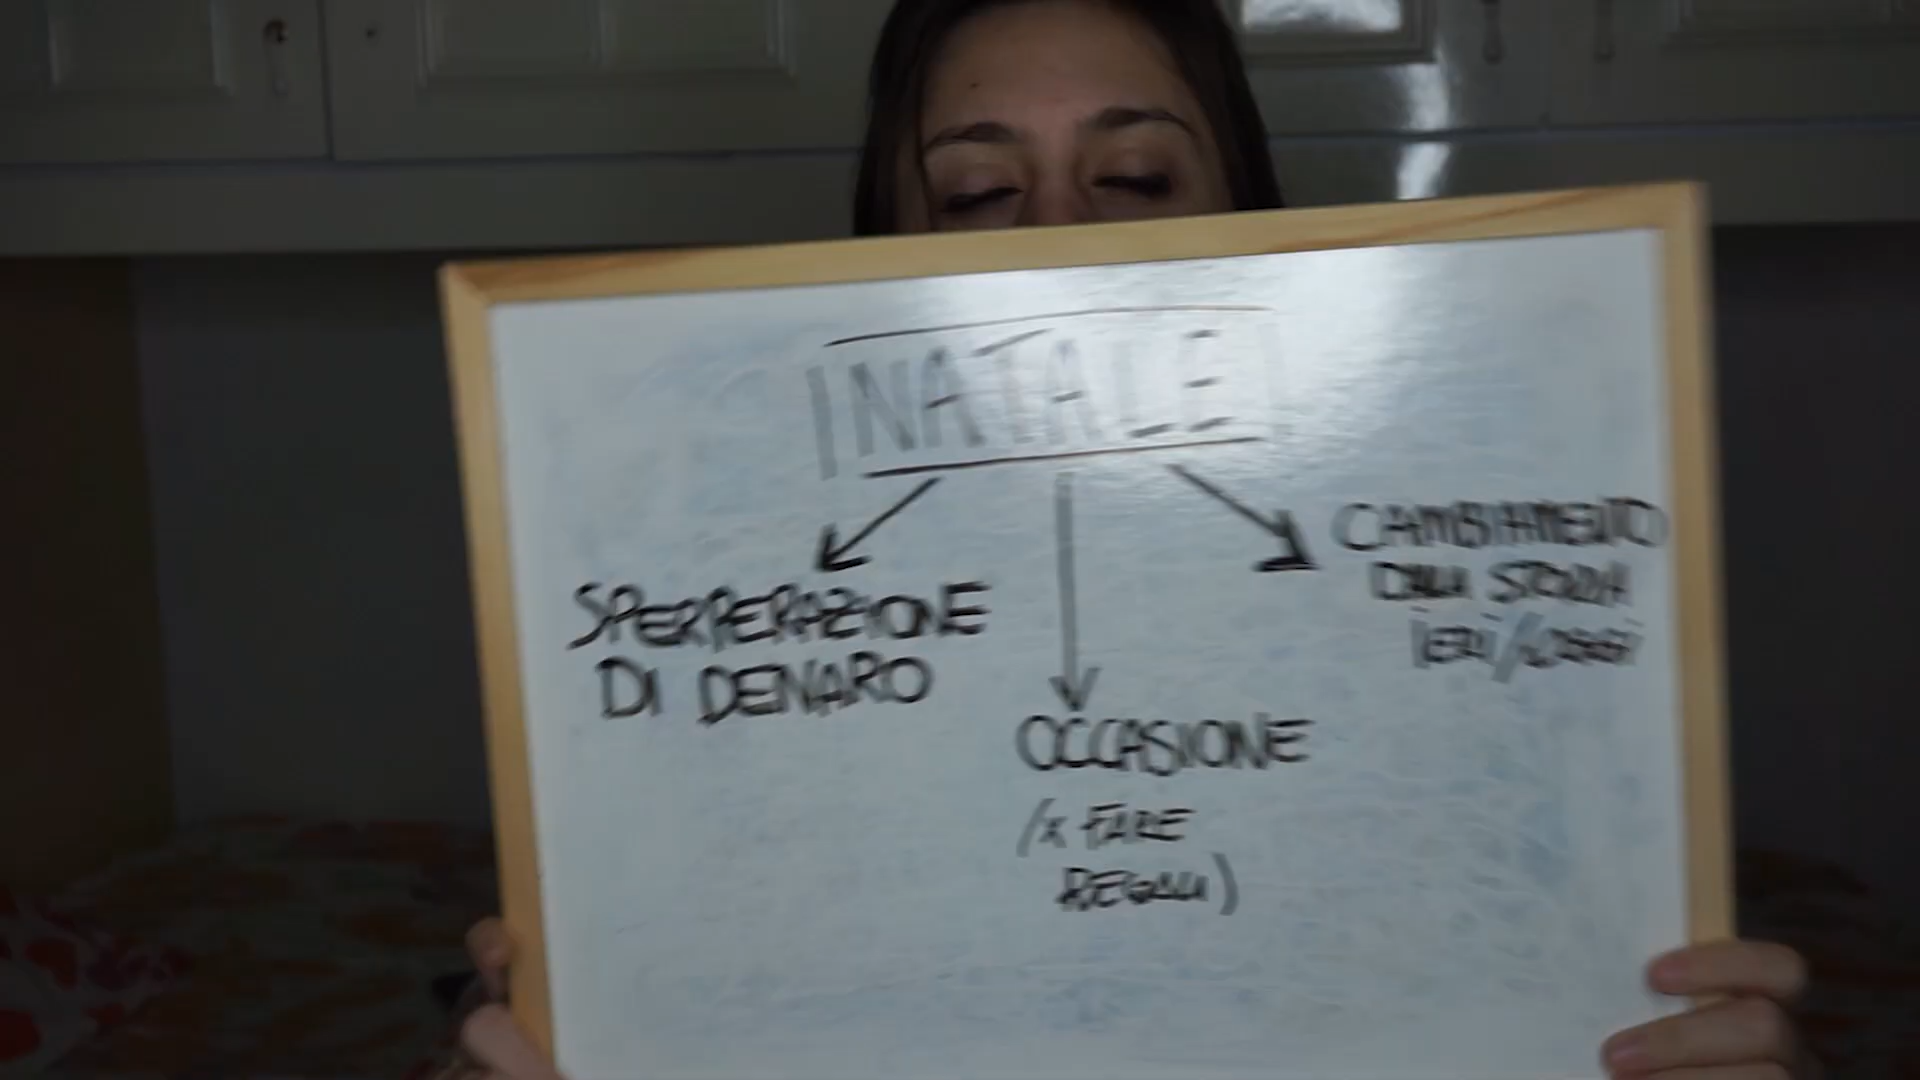 NATALE
SPERPERAZIONE
DI DENARO
OCCASIONE
(x FARE
REGALI)
CAMBIAMENTO
DALLA STORIA
IERI/OGGI